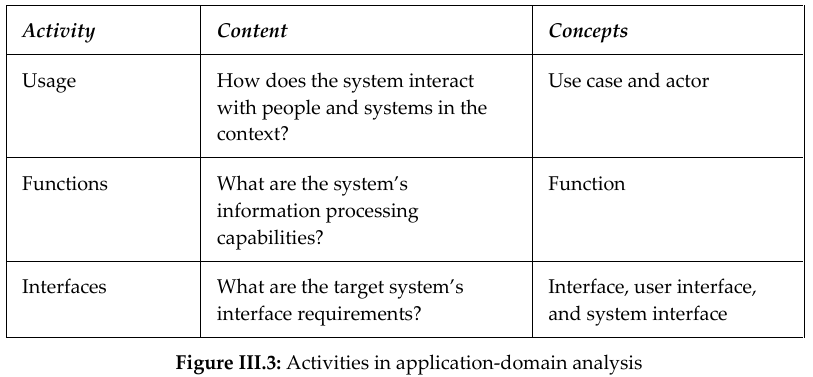 Activity Content Concepts
Usage How does the system interact Use case and actor
with people and systems in the
context?
Functions What are the system’s Function
information processing
capabilities?
Interfaces What are the target system’s Interface, user interface,
interface requirements? and system interface
Figure III.3: Activities in application-domain analysis